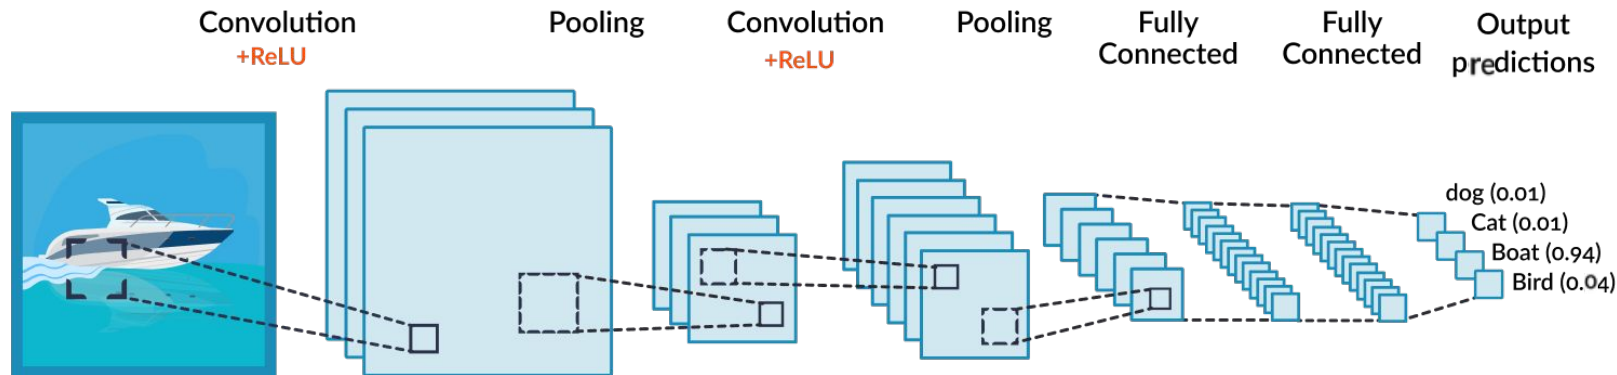 Convolution
+ReLU
Pooling
Convolution
+ReLU
Pooling
Fully
Connected
Fully
Connected
Output
predictions
dog (0.01)
Cat (0.01)
Boat (0.94)
Bird (0.04)